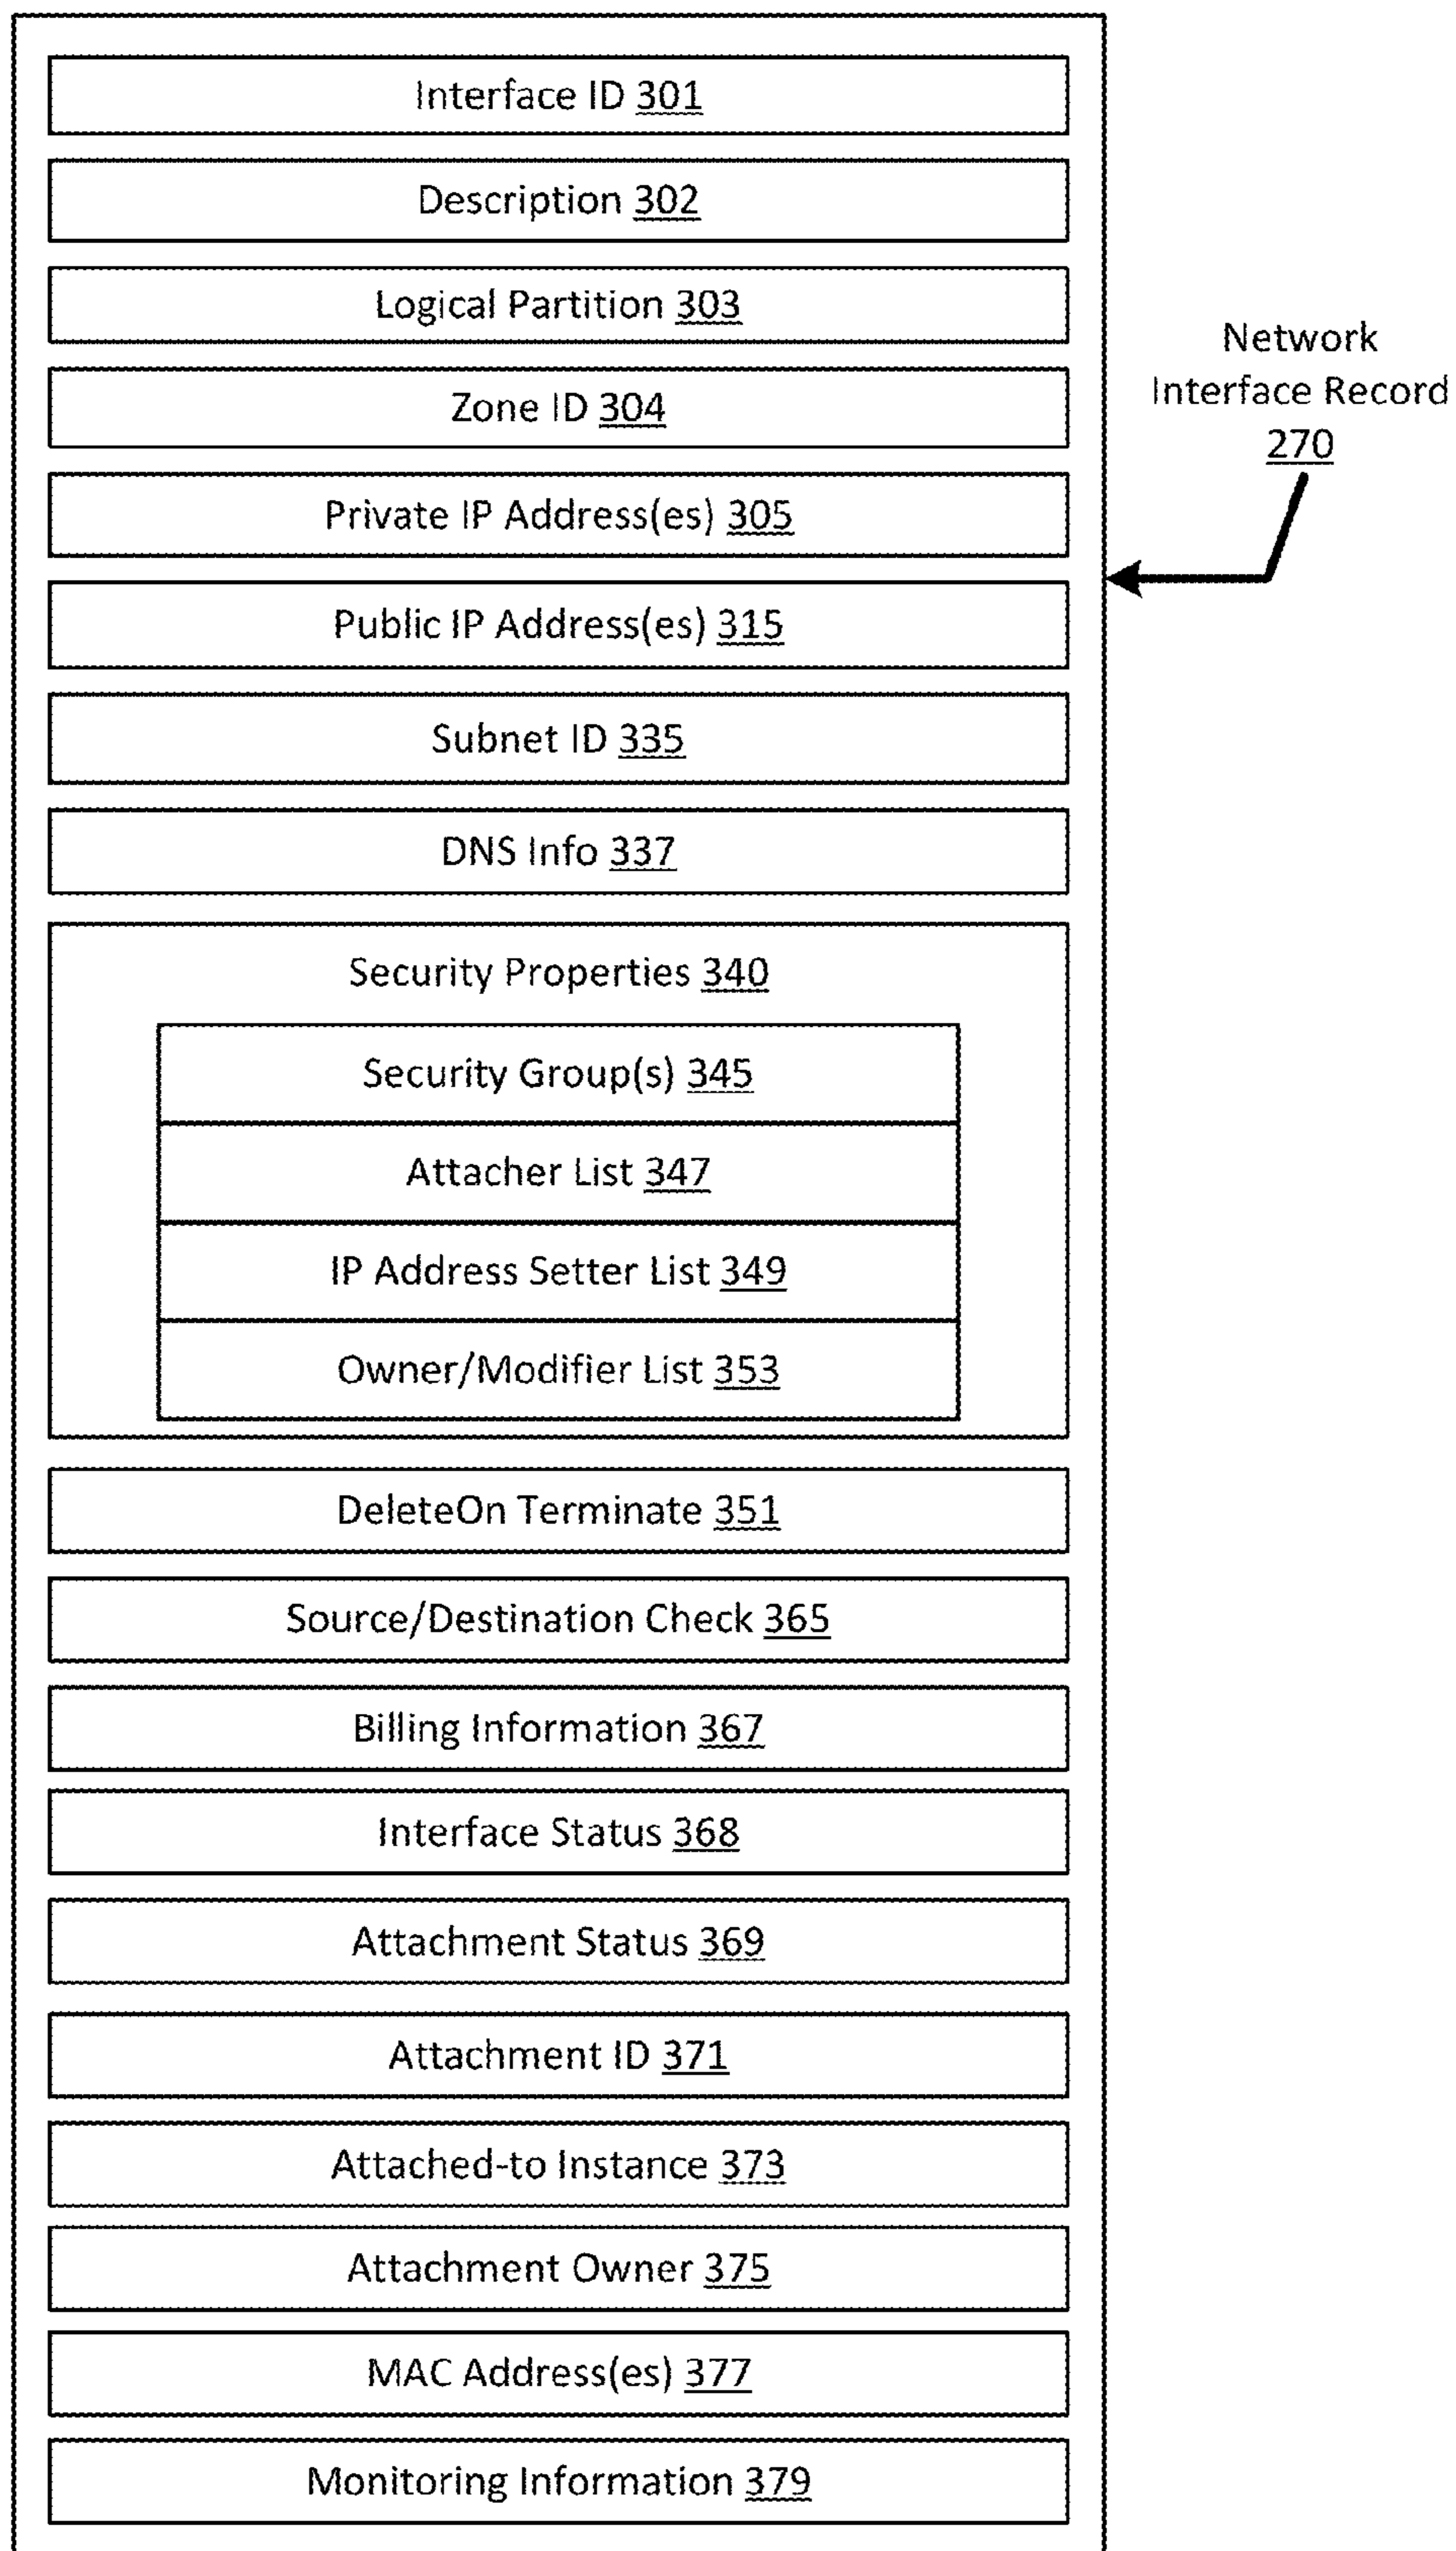 Interface ID 301
Description 302
Logical Partition 303
Zone ID 304
Private IP Address(es) 305
Public IP Address(es) 315
Subnet ID 335
DNS Info 337
Security Properties 340
Security Group(s) 345
Attacher List 347
IP Address Setter List 349
Owner/Modifier List 353
DeleteOn Terminate 351
Source/Destination Check 365
Billing Information 367
Interface Status 368
Attachment Status 369
Attachment ID 371
Attached-to Instance 373
Attachment Owner 375
MAC Address(es) 377
Monitoring Information 379
Network
Interface Record
270